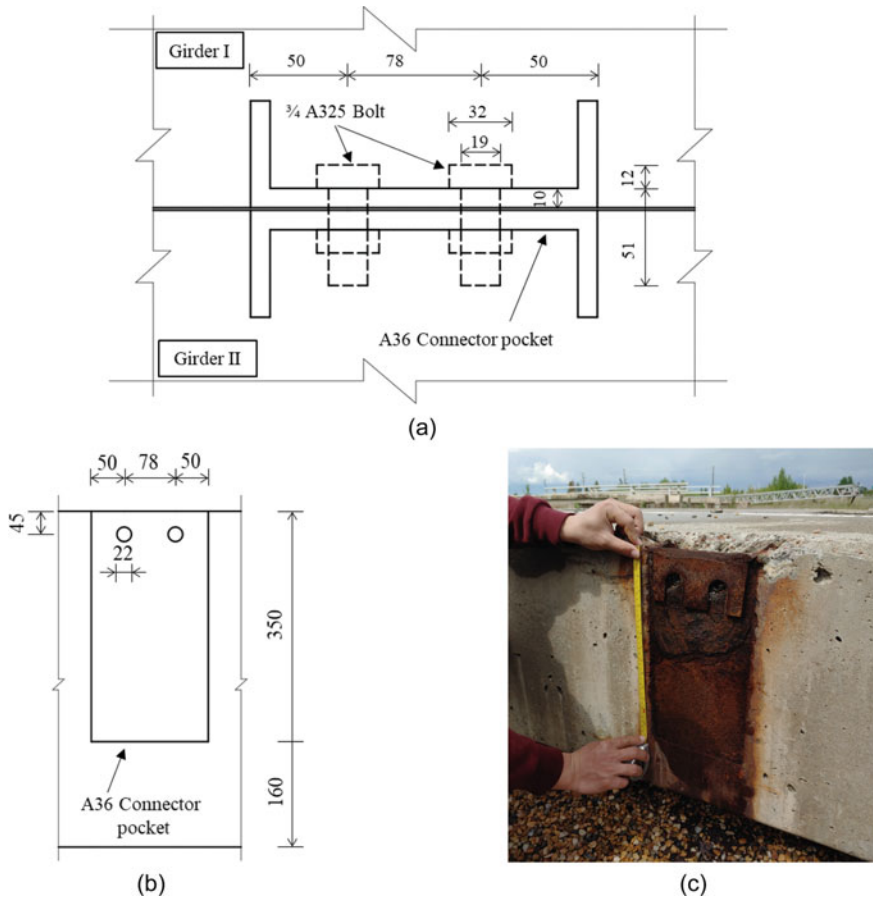 Girder I
50
78
50
¾ A325 Bolt
32
19
12
10
51
A36 Connector pocket
Girder II
(a)
50
78
50
45
22
350
160
A36 Connector
pocket
(b)
(c)